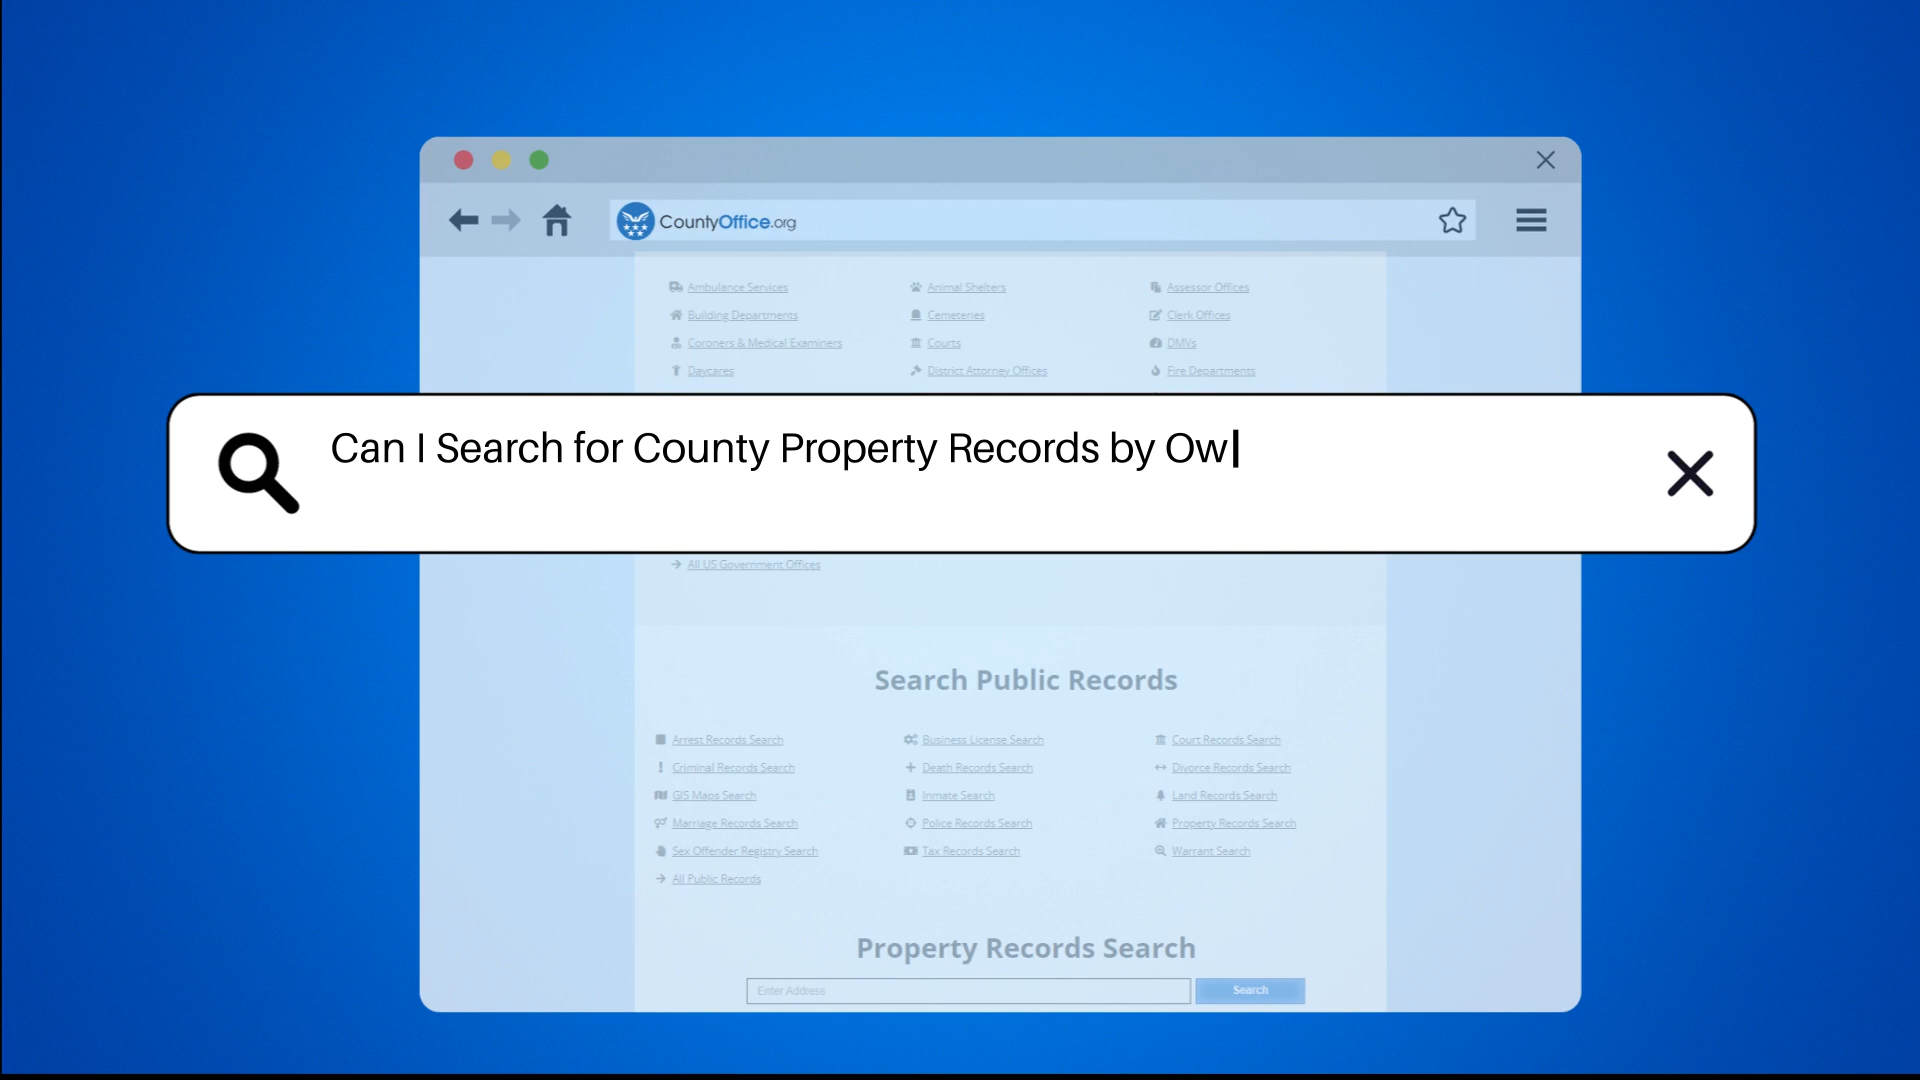 CountyOffice.org
Ambulance Services Animal Shelters Assessor Offices
Building Departments Cemeteries Clerk Offices
Coroners & Medical Examiners Courts DMVs
Daycares District Attorney Offices Fire Departments
Can I Search for County Property Records by Ow
All US Government Offices
Search Public Records
Arrest Records Search Business License Search Court Records Search
Criminal Records Search Death Records Search Divorce Records Search
GIS Maps Search Inmate Search Land Records Search
Marriage Records Search Police Records Search Property Records Search
Sex Offender Registry Search Tax Records Search Warrant Search
All Public Records
Property Records Search
Enter Address Search